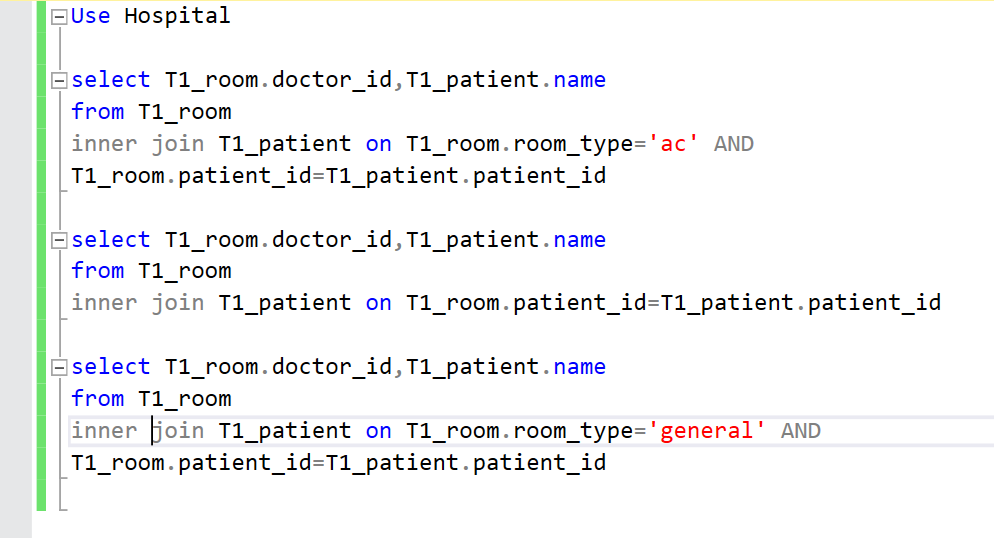 Use Hospital
select T1_room.doctor_id,T1_patient.name
from T1_room
inner join T1_patient on T1_room.room_type='ac' AND
T1_room.patient_id=T1_patient.patient_id
select T1_room.doctor_id,T1_patient.name
from T1_room
inner join T1_patient on T1_room.patient_id=T1_patient.patient_id
select T1_room.doctor_id,T1_patient.name
from T1_room
inner join T1_patient on T1_room.room_type='general' AND
T1_room.patient_id=T1_patient.patient_id